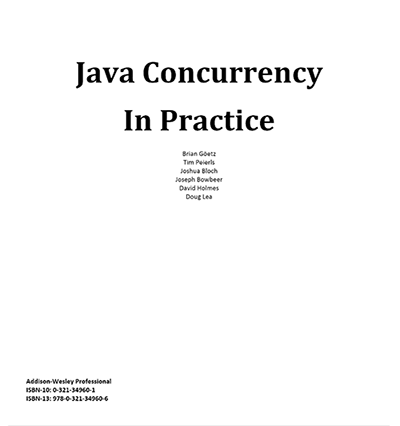 Java Concurrency
In Practice
Brian Göetz
Tim Peierls
Joshua Bloch
Joseph Bowbeer
David Holmes
Doug Lea
Addison-Wesley Professional
ISBN-10: 0-321-34960-1
ISBN-13: 978-0-321-34960-6